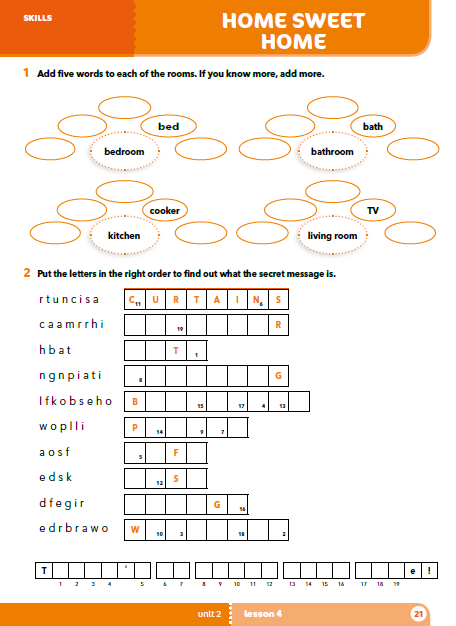 SKILLS
HOME SWEET
HOME
1 Add five words to each of the rooms. If you know more, add more.
bed
bedroom
bath
bathroom
cooker
kitchen
TV
living room
2 Put the letters in the right order to find out what the secret message is.
rtuncisa C 11 U R T A I N 6 S
caamrrhi 19 R
hbat T 1
ngnpiati 8 G
lfkobseho B 15 17 4 13
woplli P 14 9 7
aosf 5 F
edsk 12 S
dfegir G 16
edrbrawo W 10 3 18 2
T ' e !
1 2 3 4 5 6 7 8 9 10 11 12 13 14 15 16 17 18 19
unit 2 lesson 4 21